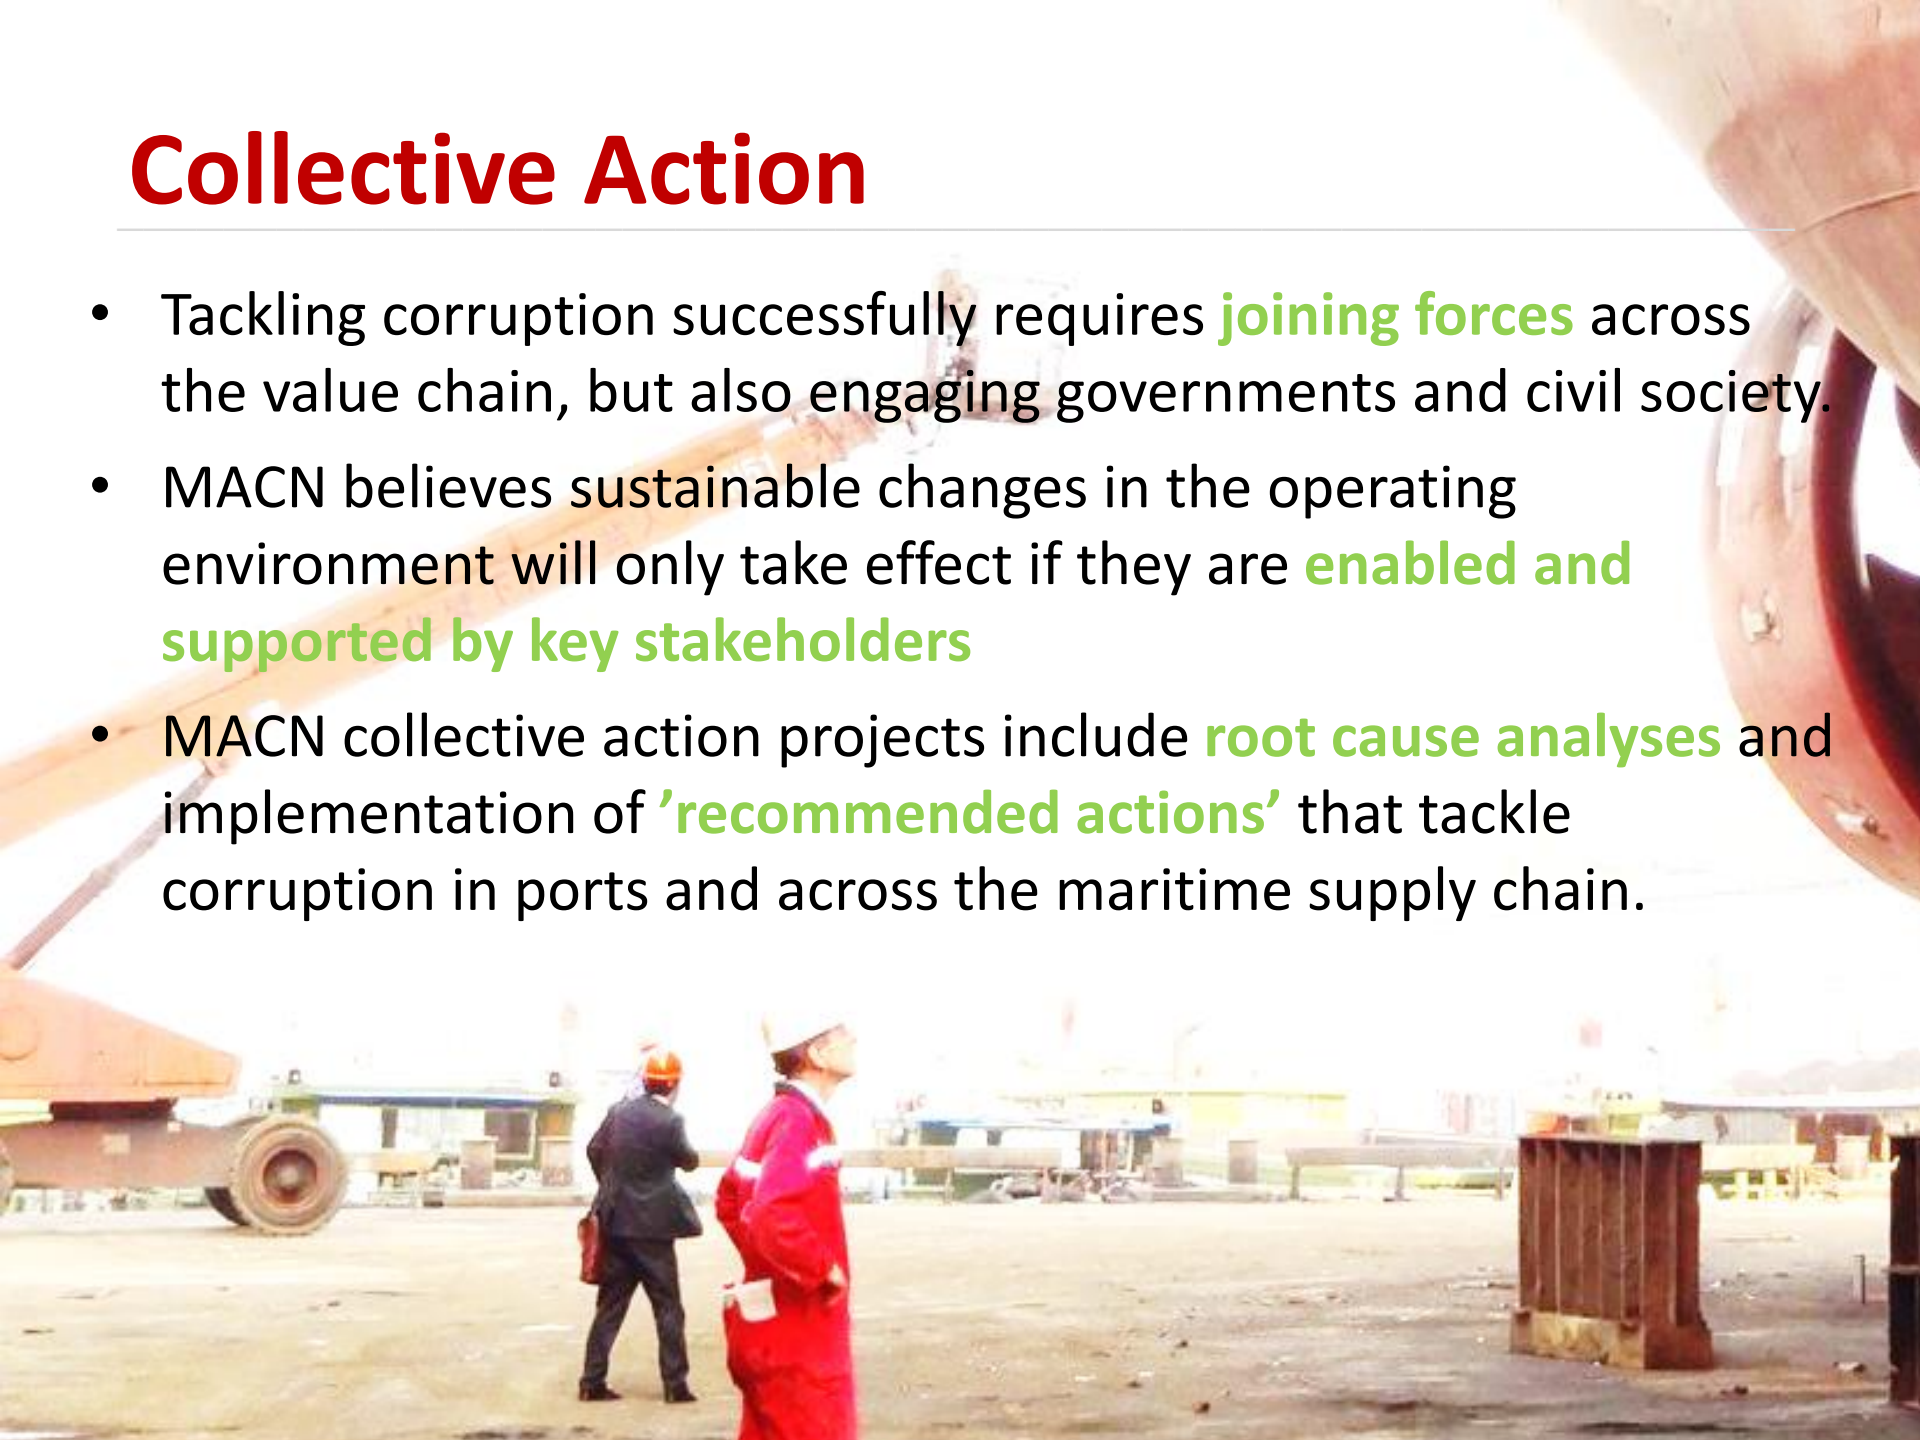 Collective Action
• Tackling corruption successfully requires joining forces across
the value chain, but also engaging governments and civil society.
• MACN believes sustainable changes in the operating
environment will only take effect if they are enabled and
supported by key stakeholders
• MACN collective action projects include root cause analyses and
implementation of ’recommended actions’ that tackle
corruption in ports and across the maritime supply chain.